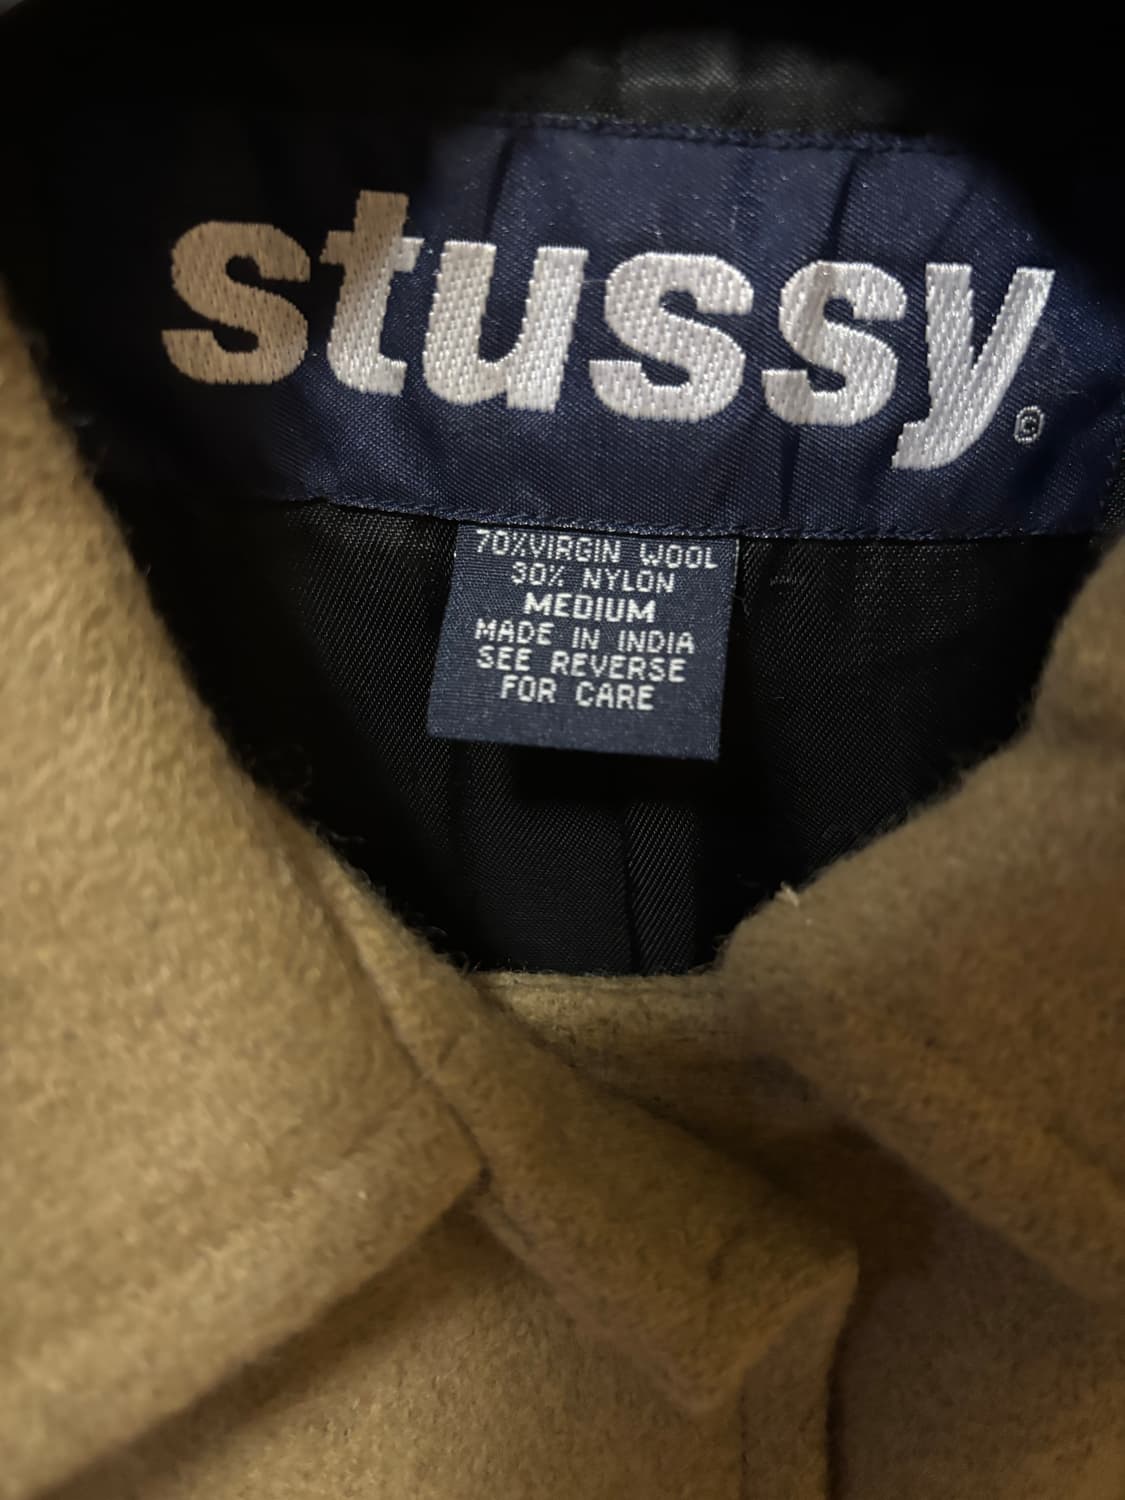 stussy©
70%VIRGIN WOOL
30% NYLON
MEDIUM
MADE IN INDIA
SEE REVERSE
FOR CARE